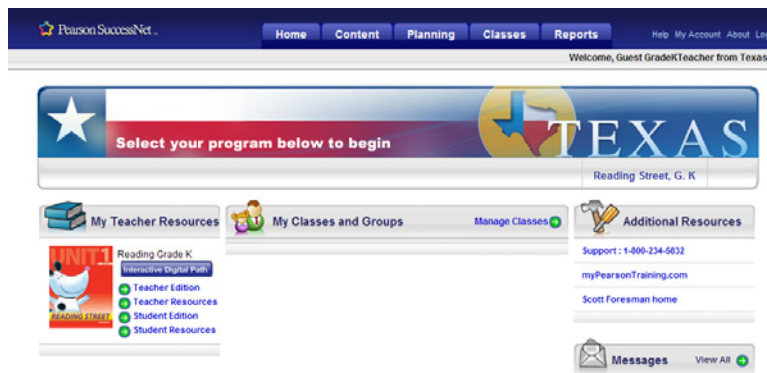 Pearson SuccessNet™
Home Content Planning Classes Reports Help My Account About
Welcome, Guest GradeKTeacher from Texas
Select your program below to begin
TEXAS
Reading Street, G. K
My Teacher Resources
UNIT 1
READING STREET
Reading Grade K
Interactive Digital Path
Teacher Edition
Teacher Resources
Student Edition
Student Resources
My Classes and Groups
Manage Classes
Additional Resources
Support : 1-800-234-5832
myPearsonTraining.com
Scott Foresman home
Messages View All